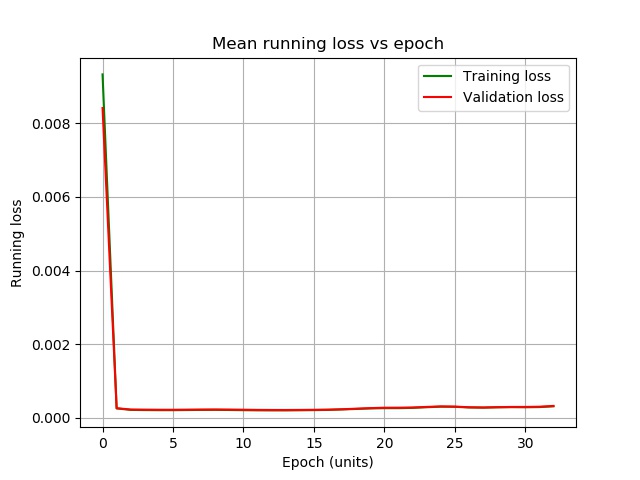 Mean running loss vs epoch
Training loss
Validation loss
0.008
0.006
0.004
0.002
0.000
Running loss
0 5 10 15 20 25 30
Epoch (units)